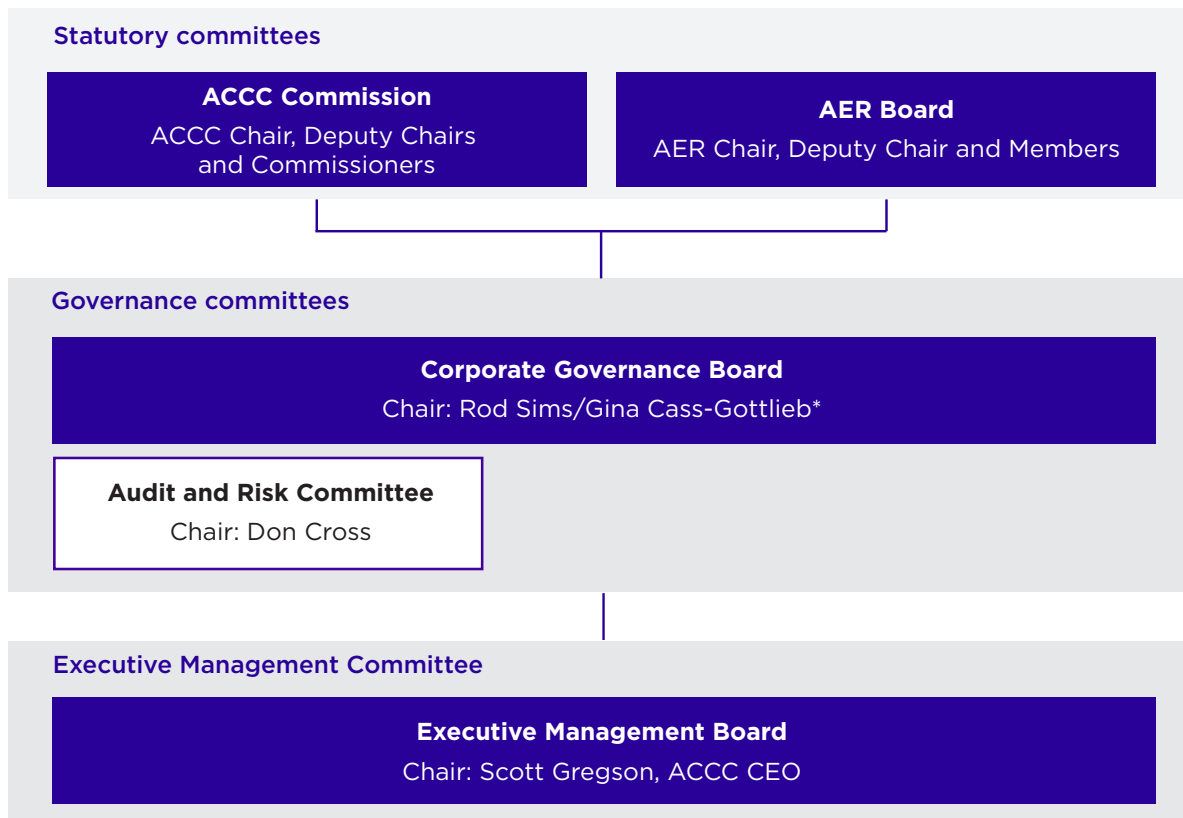 Statutory committees
ACCC Commission
ACCC Chair, Deputy Chairs
and Commissioners
AER Board
AER Chair, Deputy Chair and Members
Governance committees
Corporate Governance Board
Chair: Rod Sims/Gina Cass-Gottlieb*
Audit and Risk Committee
Chair: Don Cross
Executive Management Committee
Executive Management Board
Chair: Scott Gregson, ACCC CEO